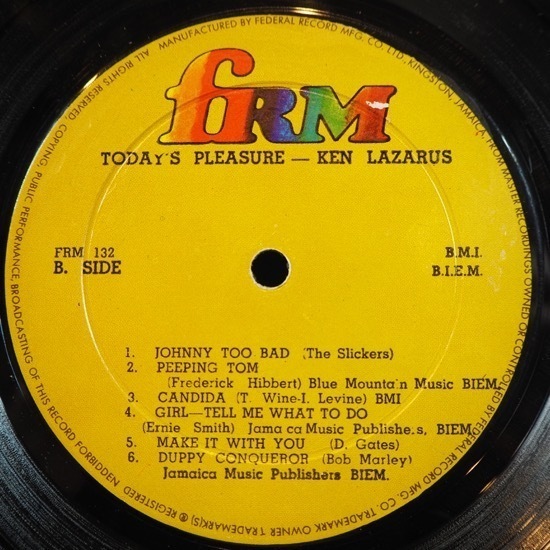 MANUFACTURED BY FEDERAL RECORD MFG. CO. LTD., KINGSTON, JAMAICA, FROM MASTER RECORDINGS OWNED OR CONTROLLED BY FEDERAL RECORD MFG. CO. TRADEMARK OWNER TRADEMARK(S) ® REGISTERED
ALL RIGHTS RESERVED, COPYING, PUBLIC PERFORMANCE, BROADCASTING OF THIS RECORD FORBIDDEN
fRM
TODAY'S PLEASURE — KEN LAZARUS
FRM 132
B. SIDE
B.M.I.
B.I.E.M.
1. JOHNNY TOO BAD (The Slickers)
2. PEEPING TOM
(Frederick Hibbert) Blue Mounta'n Music BIEM
3. CANDIDA (T. Wine-I. Levine) BMI
4. GIRL—TELL ME WHAT TO DO
(Ernie Smith) Jama ca Music Publishe.s, BIEM
5. MAKE IT WITH YOU (D. Gates)
6. DUPPY CONQUEROR (Bob Marley)
Jamaica Music Publishers BIEM.